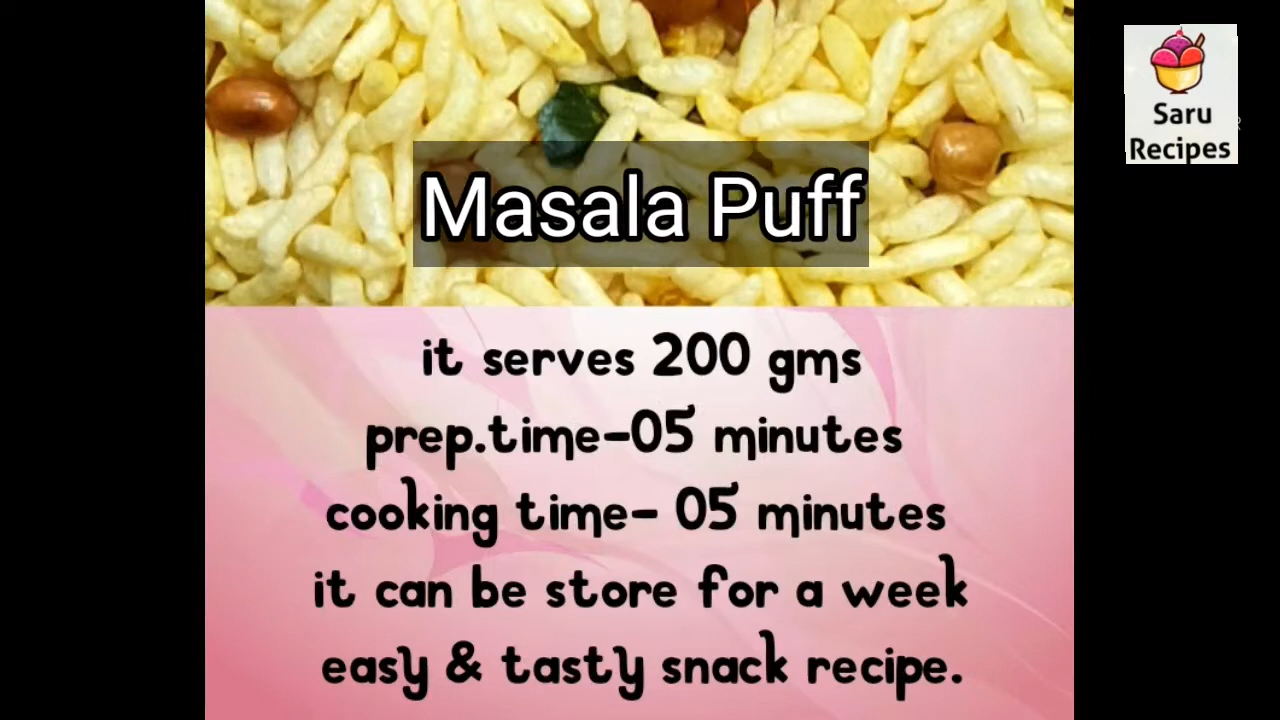 Saru
Recipes
Masala Puff
it serves 200 gms
prep.time-05 minutes
cooking time- 05 minutes
it can be store for a week
easy & tasty snack recipe.